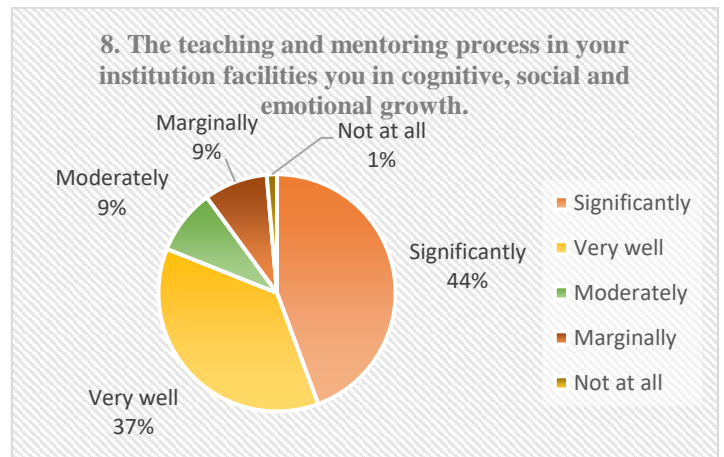 8. The teaching and mentoring process in your
institution facilities you in cognitive, social and
emotional growth.
Marginally
9%
Not at all
1%
Moderately
9%
Significantly
44%
Very well
37%
Significantly
Very well
Moderately
Marginally
Not at all